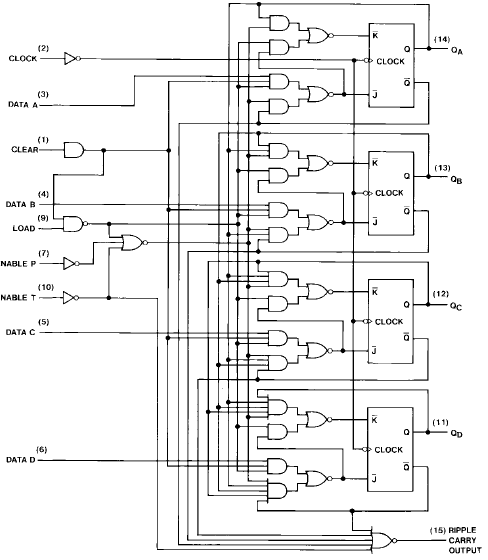 (2)
CLOCK
(3)
DATA A
(1)
CLEAR
(4)
DATA B
(9)
LOAD
(7)
NABLE P
(10)
NABLE T
(5)
DATA C
(6)
DATA D
K
Q
(14)
QA
CLOCK
Q
J
K
Q
(13)
QB
CLOCK
Q
J
K
Q
(12)
QC
CLOCK
Q
J
K
Q
(11)
QD
CLOCK
Q
J
(15) RIPPLE
CARRY
OUTPUT